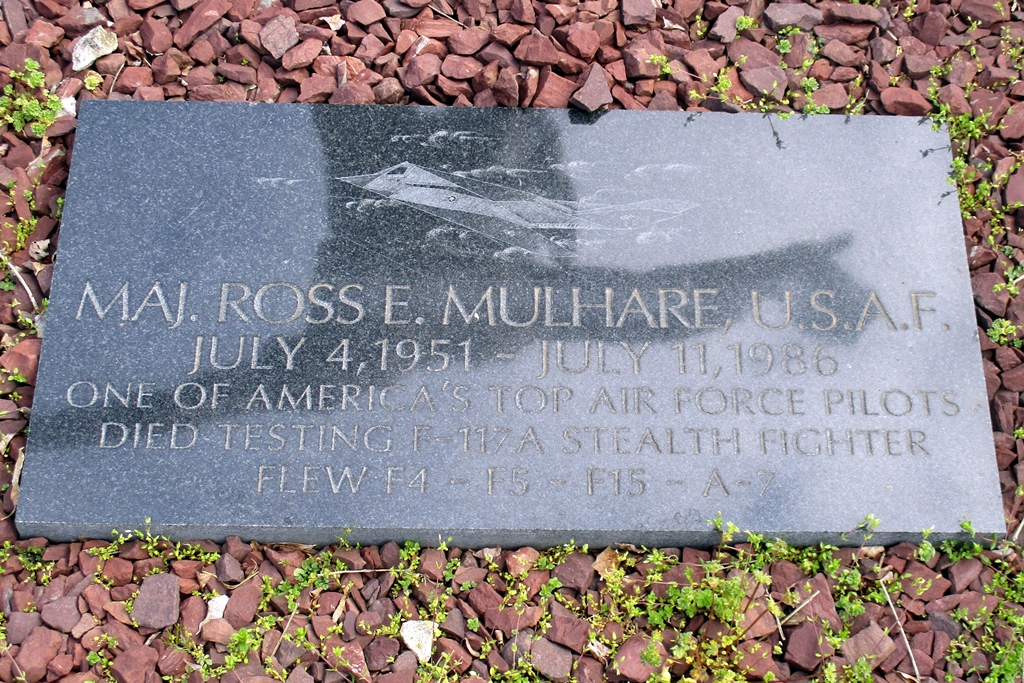 MAJ. ROSS E. MULHARE, U.S.A.F.
JULY 4, 1951 - JULY 11, 1986
ONE OF AMERICA'S TOP AIR FORCE PILOTS
DIED TESTING F-117A STEALTH FIGHTER
FLEW F4 - F5 - F15 - A-7